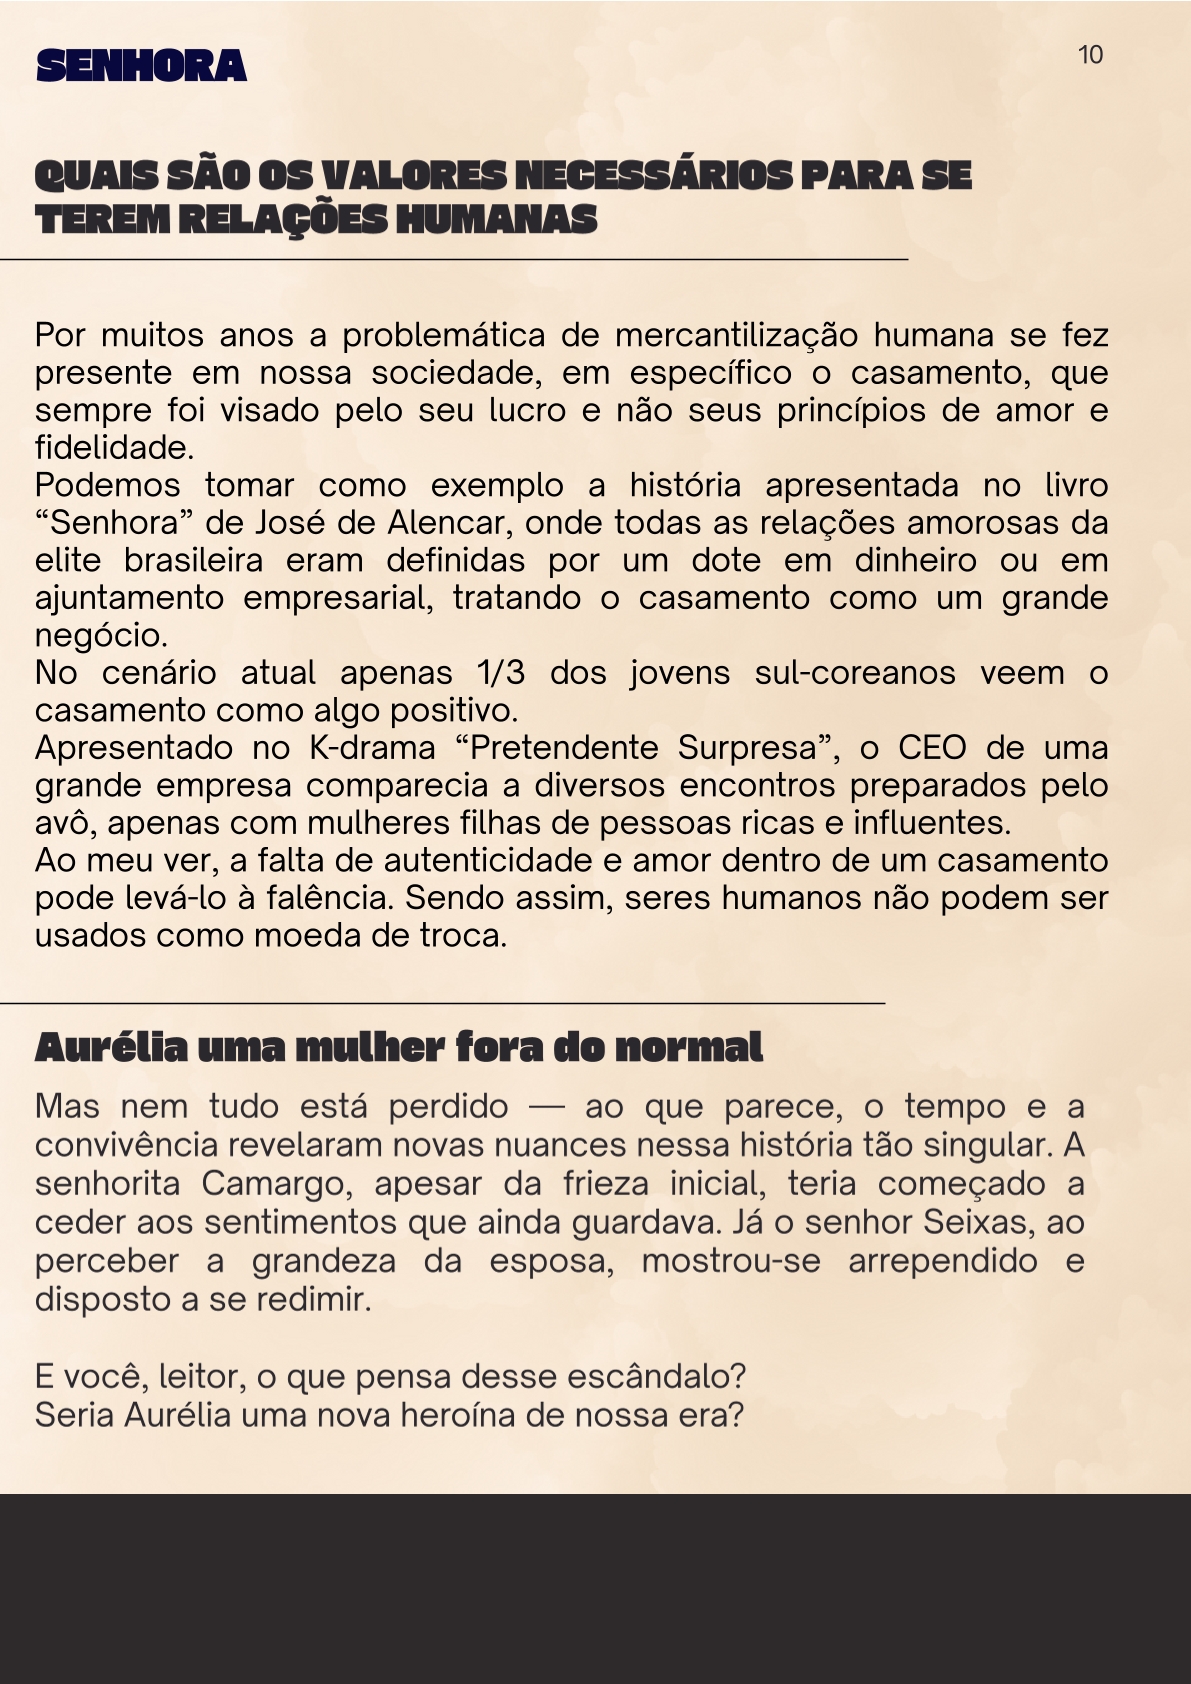 SENHORA
10
QUAIS SÃO OS VALORES NECESSÁRIOS PARA SE
TEREM RELAÇÕES HUMANAS
Por muitos anos a problemática de mercantilização humana se fez
presente em nossa sociedade, em específico o casamento, que
sempre foi visado pelo seu lucro e não seus princípios de amor e
fidelidade.
Podemos tomar como exemplo a história apresentada no livro
“Senhora” de José de Alencar, onde todas as relações amorosas da
elite brasileira eram definidas por um dote em dinheiro ou em
ajuntamento empresarial, tratando o casamento como um grande
negócio.
No cenário atual apenas 1/3 dos jovens sul-coreanos veem o
casamento como algo positivo.
Apresentado no K-drama “Pretendente Surpresa”, o CEO de uma
grande empresa comparecia a diversos encontros preparados pelo
avô, apenas com mulheres filhas de pessoas ricas e influentes.
Ao meu ver, a falta de autenticidade e amor dentro de um casamento
pode levá-lo à falência. Sendo assim, seres humanos não podem ser
usados como moeda de troca.
Aurélia uma mulher fora do normal
Mas nem tudo está perdido — ao que parece, o tempo e a
convivência revelaram novas nuances nessa história tão singular. A
senhorita Camargo, apesar da frieza inicial, teria começado a
ceder aos sentimentos que ainda guardava. Já o senhor Seixas, ao
perceber a grandeza da esposa, mostrou-se arrependido e
disposto a se redimir.
E você, leitor, o que pensa desse escândalo?
Seria Aurélia uma nova heroína de nossa era?